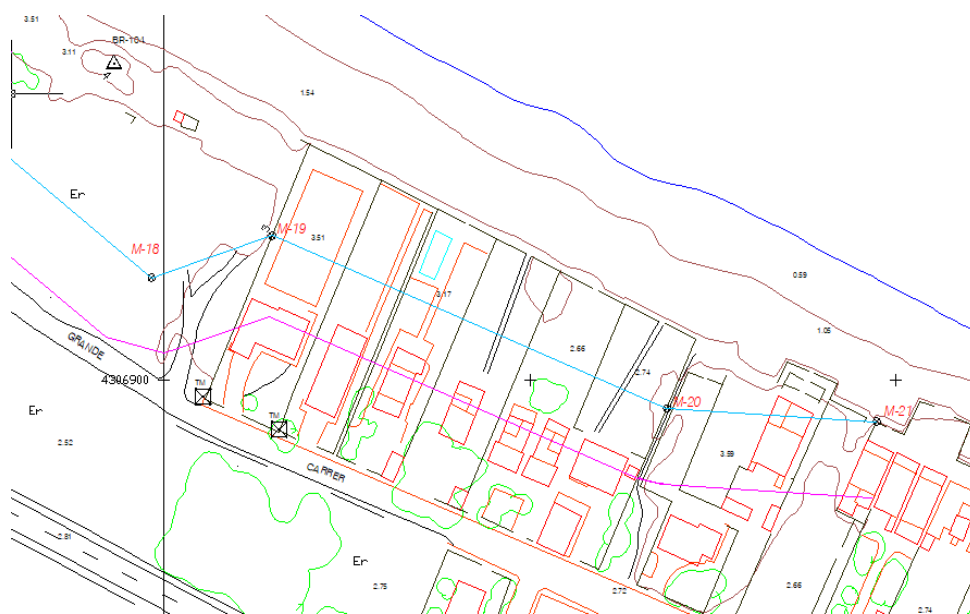 3.51
BR-104
3.11
1.54
Er
M-19
3.51
M-18
0.59
3.17
1.05
GRANDE
2.66
2.74
4306900
TM
M-20
M-21
Er
TM
2.52
CARRER
3.59
2.81
Er
2.75
2.72
2.66
2.74